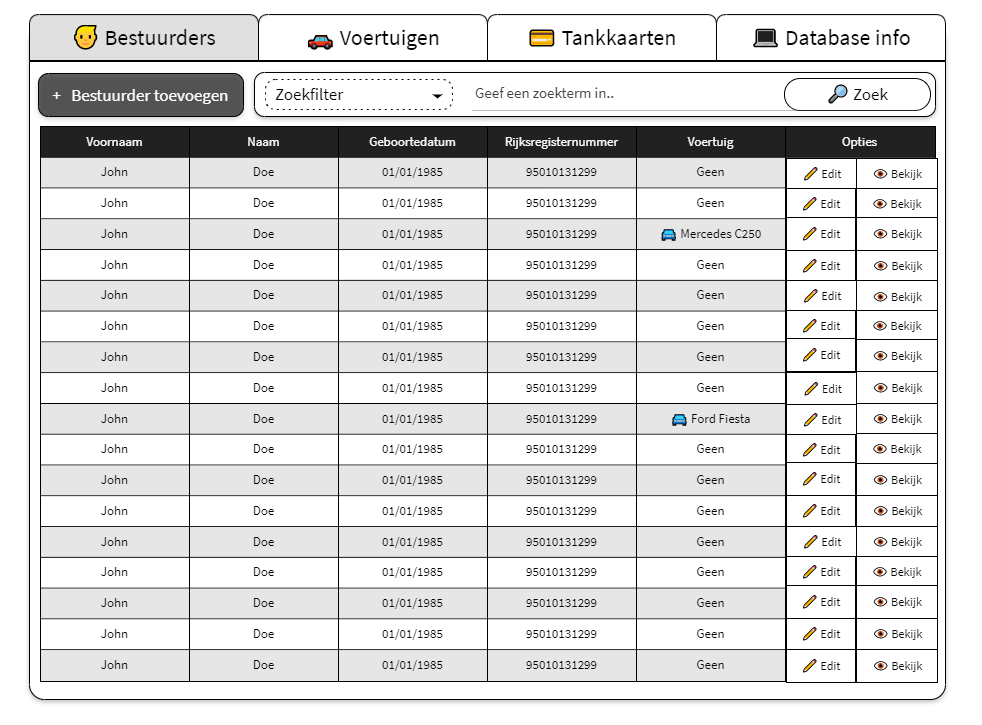 Bestuurders Voertuigen Tankkaarten Database info
+ Bestuurder toevoegen Zoekfilter Geef een zoekterm in.. Zoek
Voornaam Naam Geboortedatum Rijksregisternummer Voertuig Opties
John Doe 01/01/1985 95010131299 Geen Edit Bekijk
John Doe 01/01/1985 95010131299 Geen Edit Bekijk
John Doe 01/01/1985 95010131299 Mercedes C250 Edit Bekijk
John Doe 01/01/1985 95010131299 Geen Edit Bekijk
John Doe 01/01/1985 95010131299 Geen Edit Bekijk
John Doe 01/01/1985 95010131299 Geen Edit Bekijk
John Doe 01/01/1985 95010131299 Geen Edit Bekijk
John Doe 01/01/1985 95010131299 Geen Edit Bekijk
John Doe 01/01/1985 95010131299 Ford Fiesta Edit Bekijk
John Doe 01/01/1985 95010131299 Geen Edit Bekijk
John Doe 01/01/1985 95010131299 Geen Edit Bekijk
John Doe 01/01/1985 95010131299 Geen Edit Bekijk
John Doe 01/01/1985 95010131299 Geen Edit Bekijk
John Doe 01/01/1985 95010131299 Geen Edit Bekijk
John Doe 01/01/1985 95010131299 Geen Edit Bekijk
John Doe 01/01/1985 95010131299 Geen Edit Bekijk
John Doe 01/01/1985 95010131299 Geen Edit Bekijk